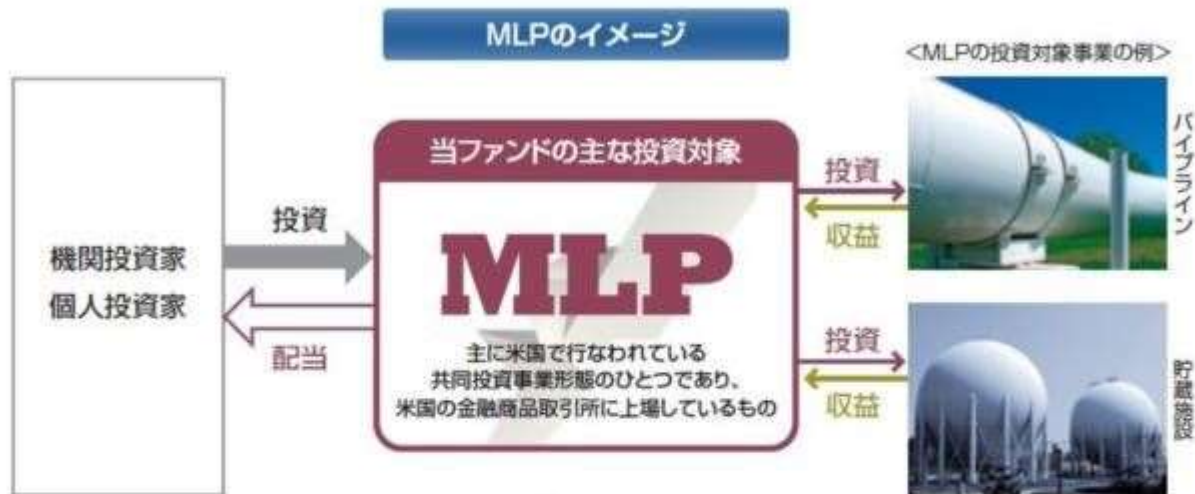 MLPのイメージ
<MLPの投資対象事業の例>
機関投資家
個人投資家
投資
配当
当ファンドの主な投資対象
MLP
主に米国で行なわれている
共同投資事業形態のひとつであり、
米国の金融商品取引所に上場しているもの
投資
収益
パイプライン
投資
収益
貯蔵施設